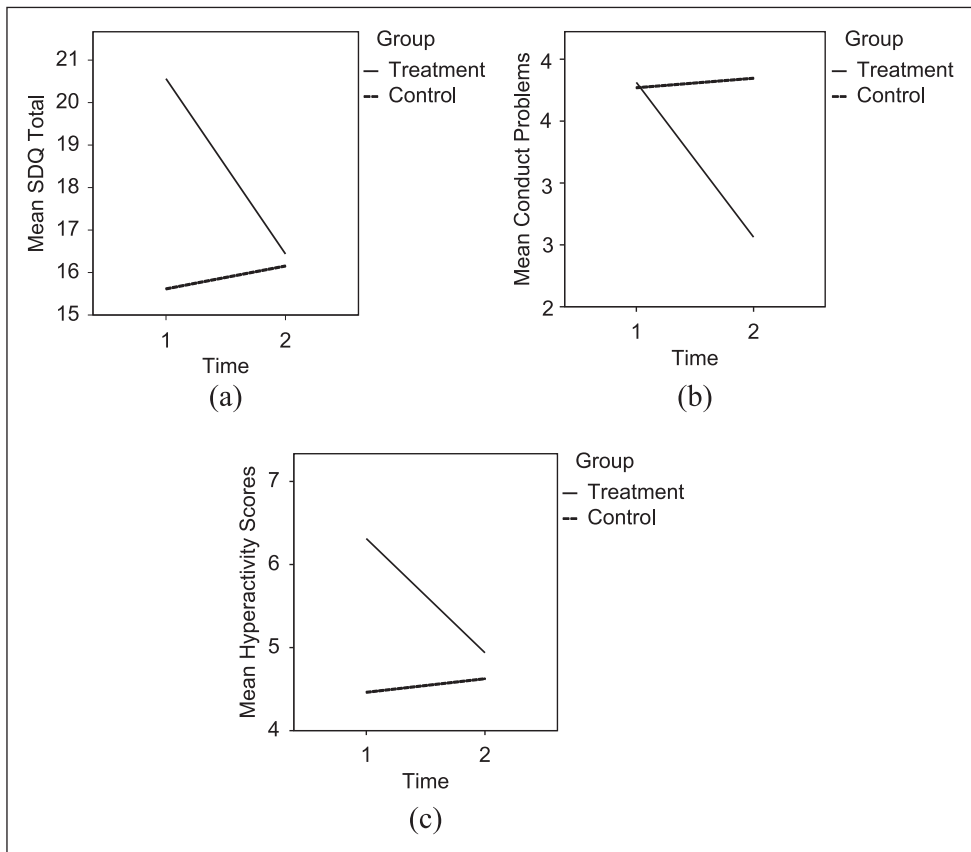 Group
Treatment
Control
Mean SDQ Total
21
20
19
18
17
16
15
1 2
Time
(a)
Group
Treatment
Control
Mean Conduct Problems
4
4
3
3
2
1 2
Time
(b)
Group
Treatment
Control
Mean Hyperactivity Scores
7
6
5
4
1 2
Time
(c)